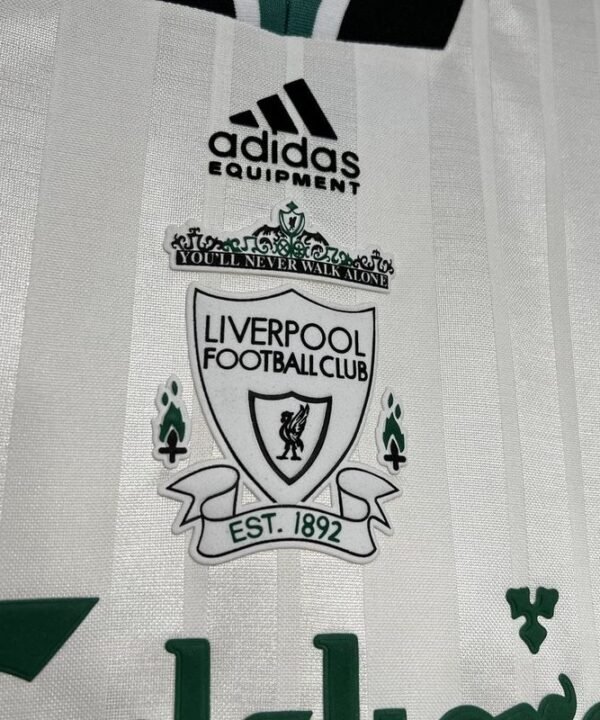 adidas
EQUIPMENT
YOU'LL NEVER WALK ALONE
LIVERPOOL
FOOTBALL CLUB
EST. 1892